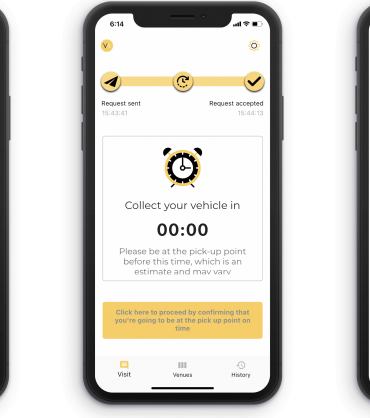 6:14
V
Request sent
Request accepted
15:43:41
15:44:13
Collect your vehicle in
00:00
Please be at the pick-up point
before this time, which is an
estimate and may vary
Click here to proceed by confirming that
you're going to be at the pick up point on
time
Visit
Venues
History